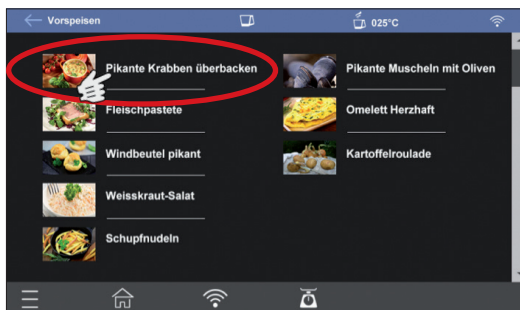 Vorspeisen
025°C
Pikante Krabben überbacken
Fleischpastete
Windbeutel pikant
Weisskraut-Salat
Schupfnudeln
Pikante Muscheln mit Oliven
Omelett Herzhaft
Kartoffelroulade